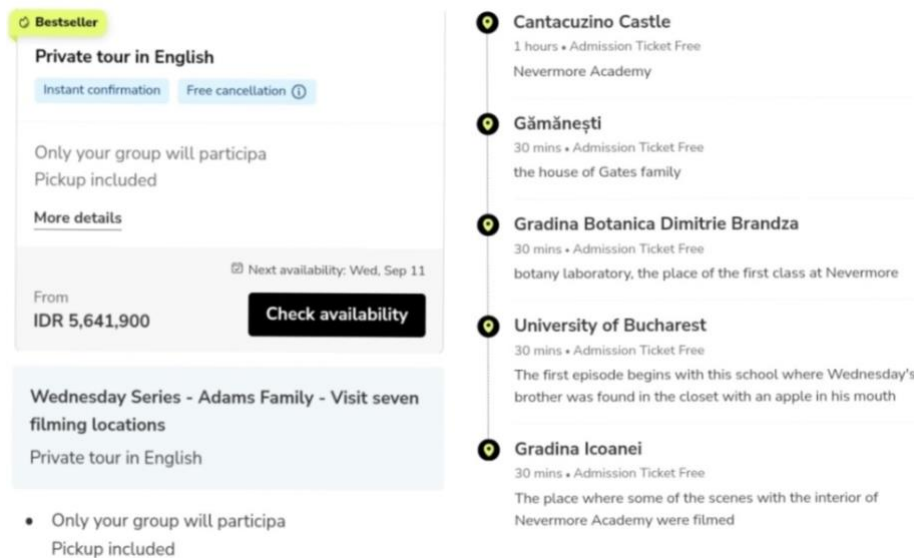 Bestseller
Private tour in English
Instant confirmation
Free cancellation
Only your group will participa
Pickup included
More details
Next availability: Wed, Sep 11
From
IDR 5,641,900
Check availability
Wednesday Series - Adams Family - Visit seven
filming locations
Private tour in English
• Only your group will participa
Pickup included
Cantacuzino Castle
1 hours • Admission Ticket Free
Nevermore Academy
Gămănești
30 mins • Admission Ticket Free
the house of Gates family
Gradina Botanica Dimitrie Brandza
30 mins • Admission Ticket Free
botany laboratory, the place of the first class at Nevermore
University of Bucharest
30 mins • Admission Ticket Free
The first episode begins with this school where Wednesday's
brother was found in the closet with an apple in his mouth
Gradina Icoanei
30 mins • Admission Ticket Free
The place where some of the scenes with the interior of
Nevermore Academy were filmed